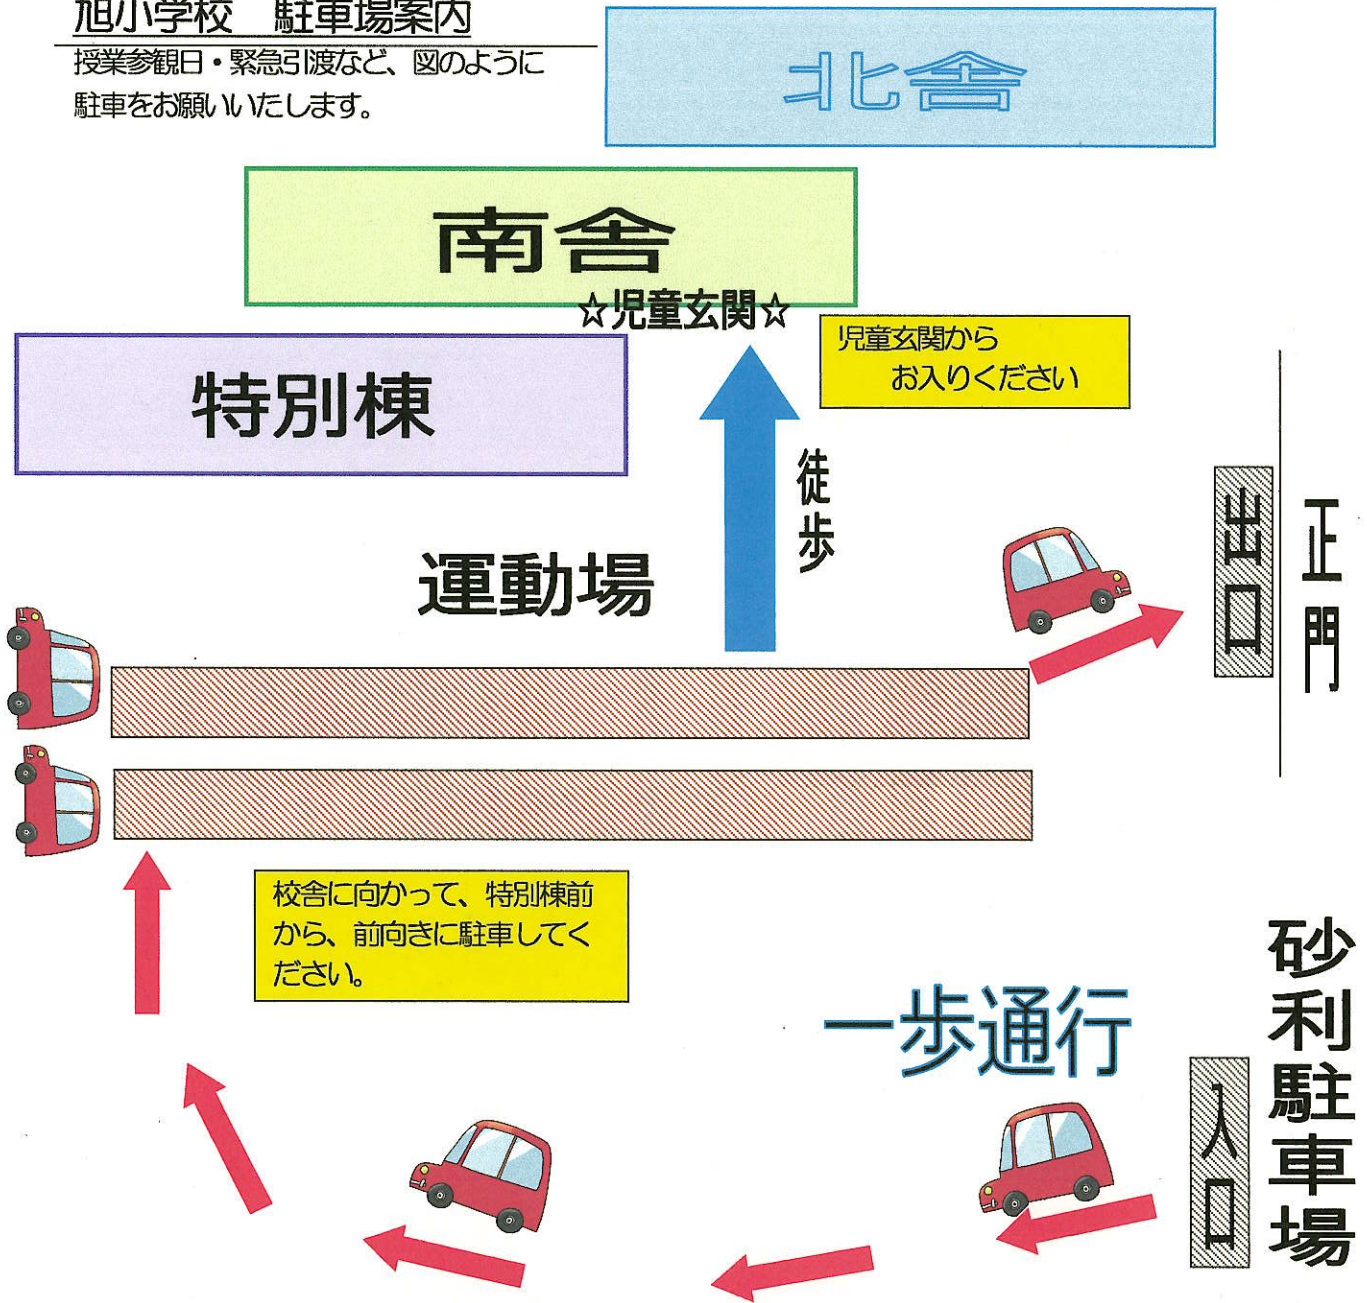 旭小学校　駐車場案内
授業参観日・緊急引渡など、図のように
駐車をお願いいたします。
北舎
南舎
☆児童玄関☆
児童玄関から
お入りください
特別棟
徒歩
出口
正門
運動場
校舎に向かって、特別棟前
から、前向きに駐車してく
ださい。
一歩通行
砂利駐車場
入口